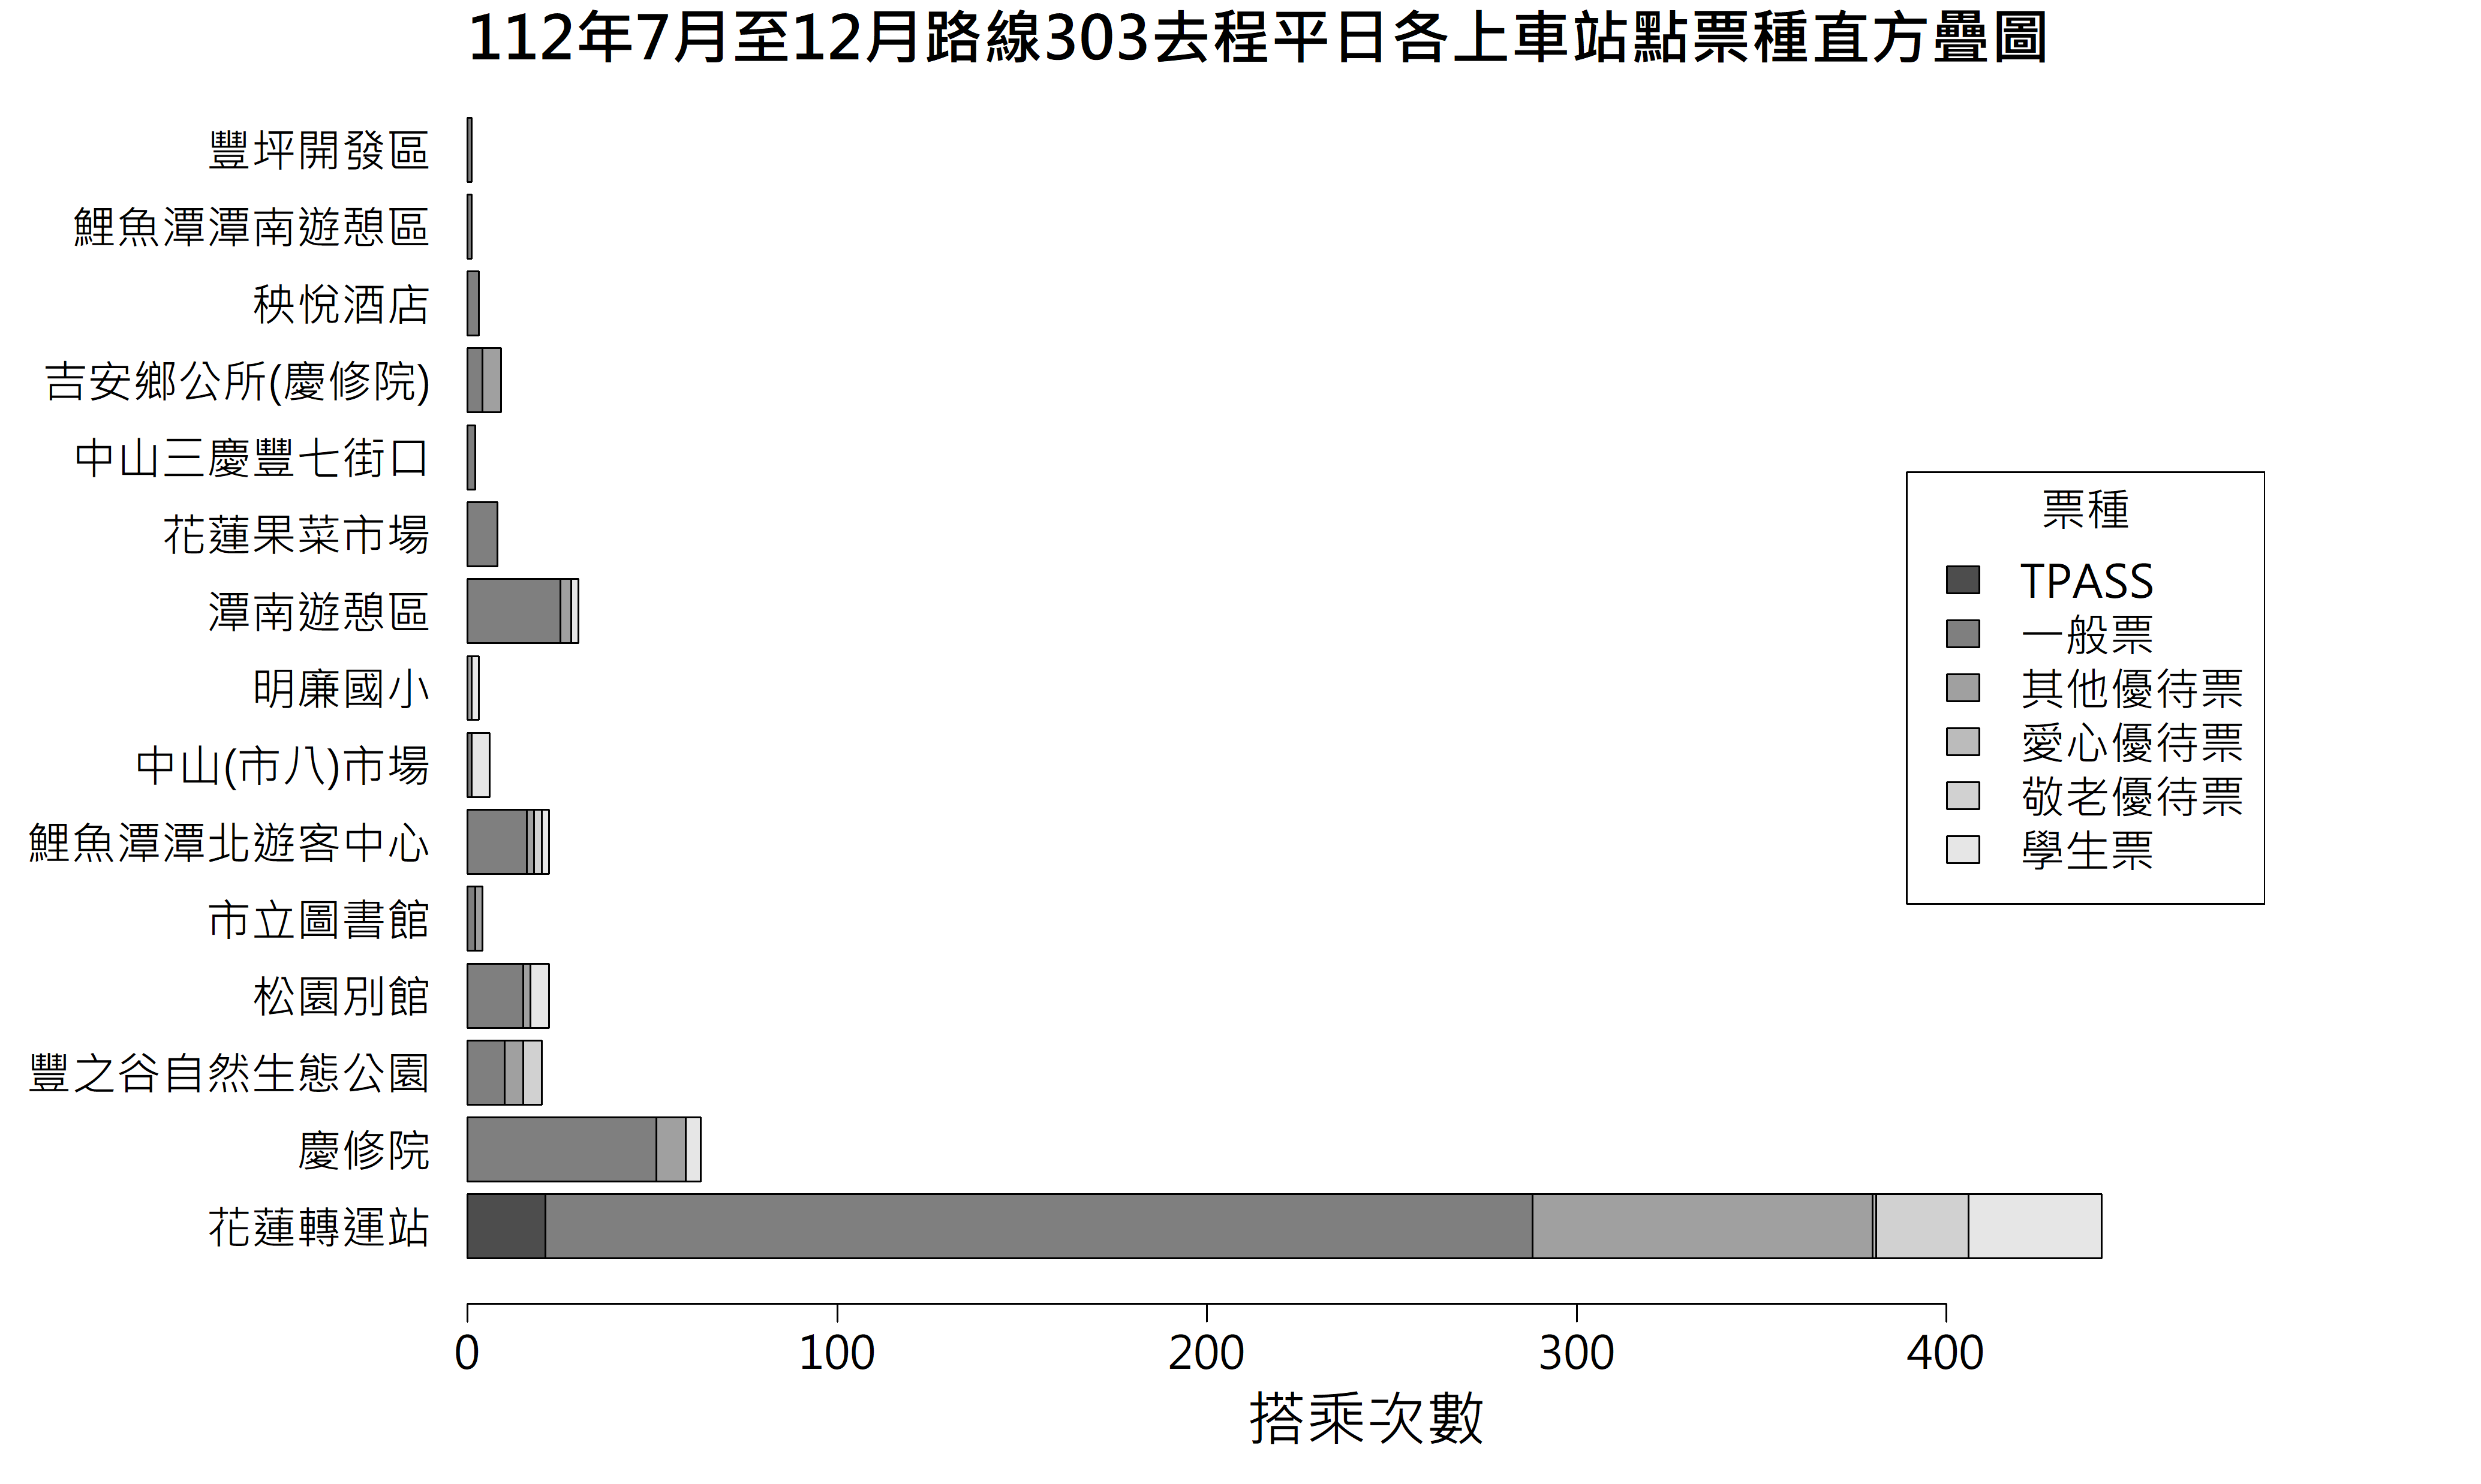 112年7月至12月路線303去程平日各上車站點票種直方疊圖
豐坪開發區
鯉魚潭潭南遊憩區
秧悅酒店
吉安鄉公所(慶修院)
中山三慶豐七街口
花蓮果菜市場
潭南遊憩區
明廉國小
中山(市八)市場
鯉魚潭潭北遊客中心
市立圖書館
松園別館
豐之谷自然生態公園
慶修院
花蓮轉運站
票種
TPASS
一般票
其他優待票
愛心優待票
敬老優待票
學生票
0 100 200 300 400
搭乘次數